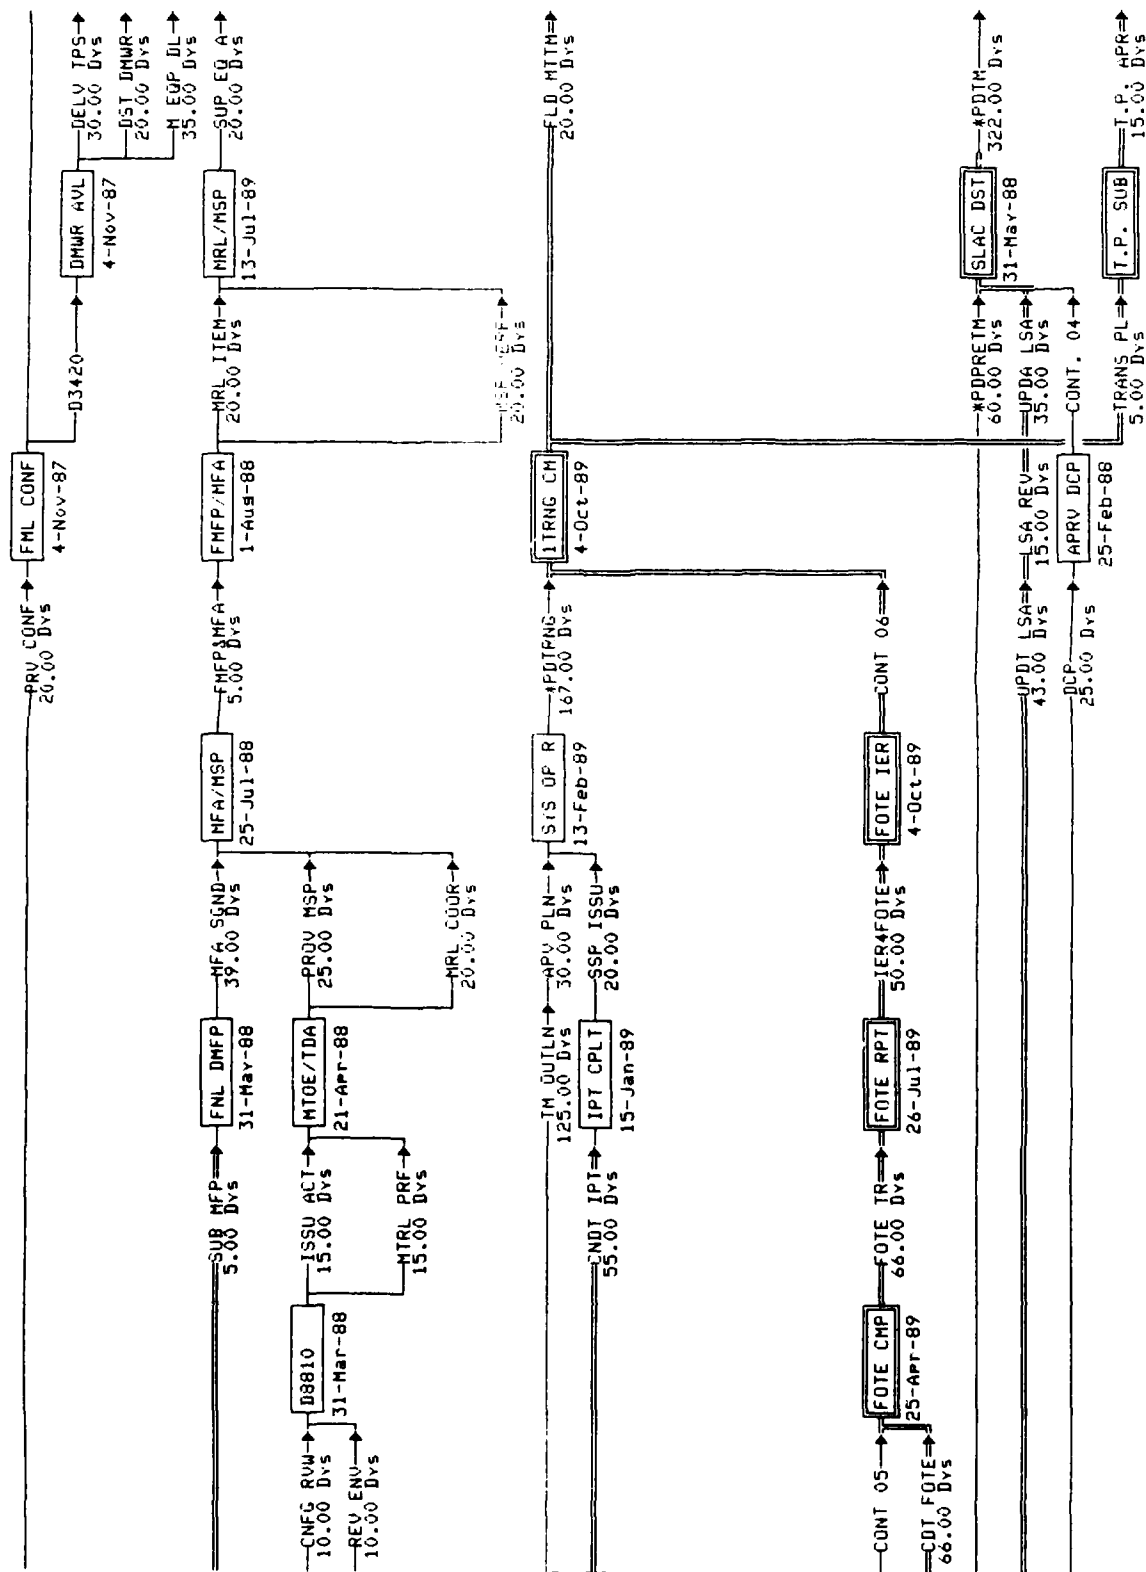 PRV CONF
20.00 Dys
FML CONF
4-Nov-87
D3420
DMWR AVL
4-Nov-87
DELV TPS
30.00 Dys
DST DMWR
20.00 Dys
M EQP DL
35.00 Dys
SUB MFP
5.00 Dys
FNL DMFP
31-May-88
MFA SGND
39.00 Dys
MFA/MSP
25-Jul-88
FMFP&MFA
5.00 Dys
FMFP/MFA
1-Aug-88
MRL ITEM
20.00 Dys
MRL/MSP
13-Jul-89
SUP EQ A
20.00 Dys
CNFG RVW
10.00 Dys
REV ENV
10.00 Dys
D8810
31-Mar-88
ISSU ACT
15.00 Dys
MTRL PRF
15.00 Dys
MTOE/TDA
21-Apr-88
PROV MSP
25.00 Dys
MRL COOR
20.00 Dys
20.00 Dys
TM OUTLN
125.00 Dys
APV PLN
30.00 Dys
SYS OP R
13-Feb-89
*PDTRNG
167.00 Dys
1TRNG CM
4-Oct-89
FLD MTTM
20.00 Dys
CNDT IPT
55.00 Dys
IPT CPLT
15-Jan-89
SSP ISSU
20.00 Dys
CONT 05
CDT FOTE
66.00 Dys
FOTE CMP
25-Apr-89
FOTE TR
66.00 Dys
FOTE RPT
26-Jul-89
IER4FOTE
50.00 Dys
FOTE IER
4-Oct-89
CONT 06
*PDPRETM
60.00 Dys
SLAC DST
31-May-88
*PDTM
322.00 Dys
UPDT LSA
43.00 Dys
LSA REV
15.00 Dys
UPDA LSA
35.00 Dys
DCP
25.00 Dys
APRV DCP
25-Feb-88
CONT. 04
TRANS PL
5.00 Dys
T.P. SUB
T.P. APR
15.00 Dys